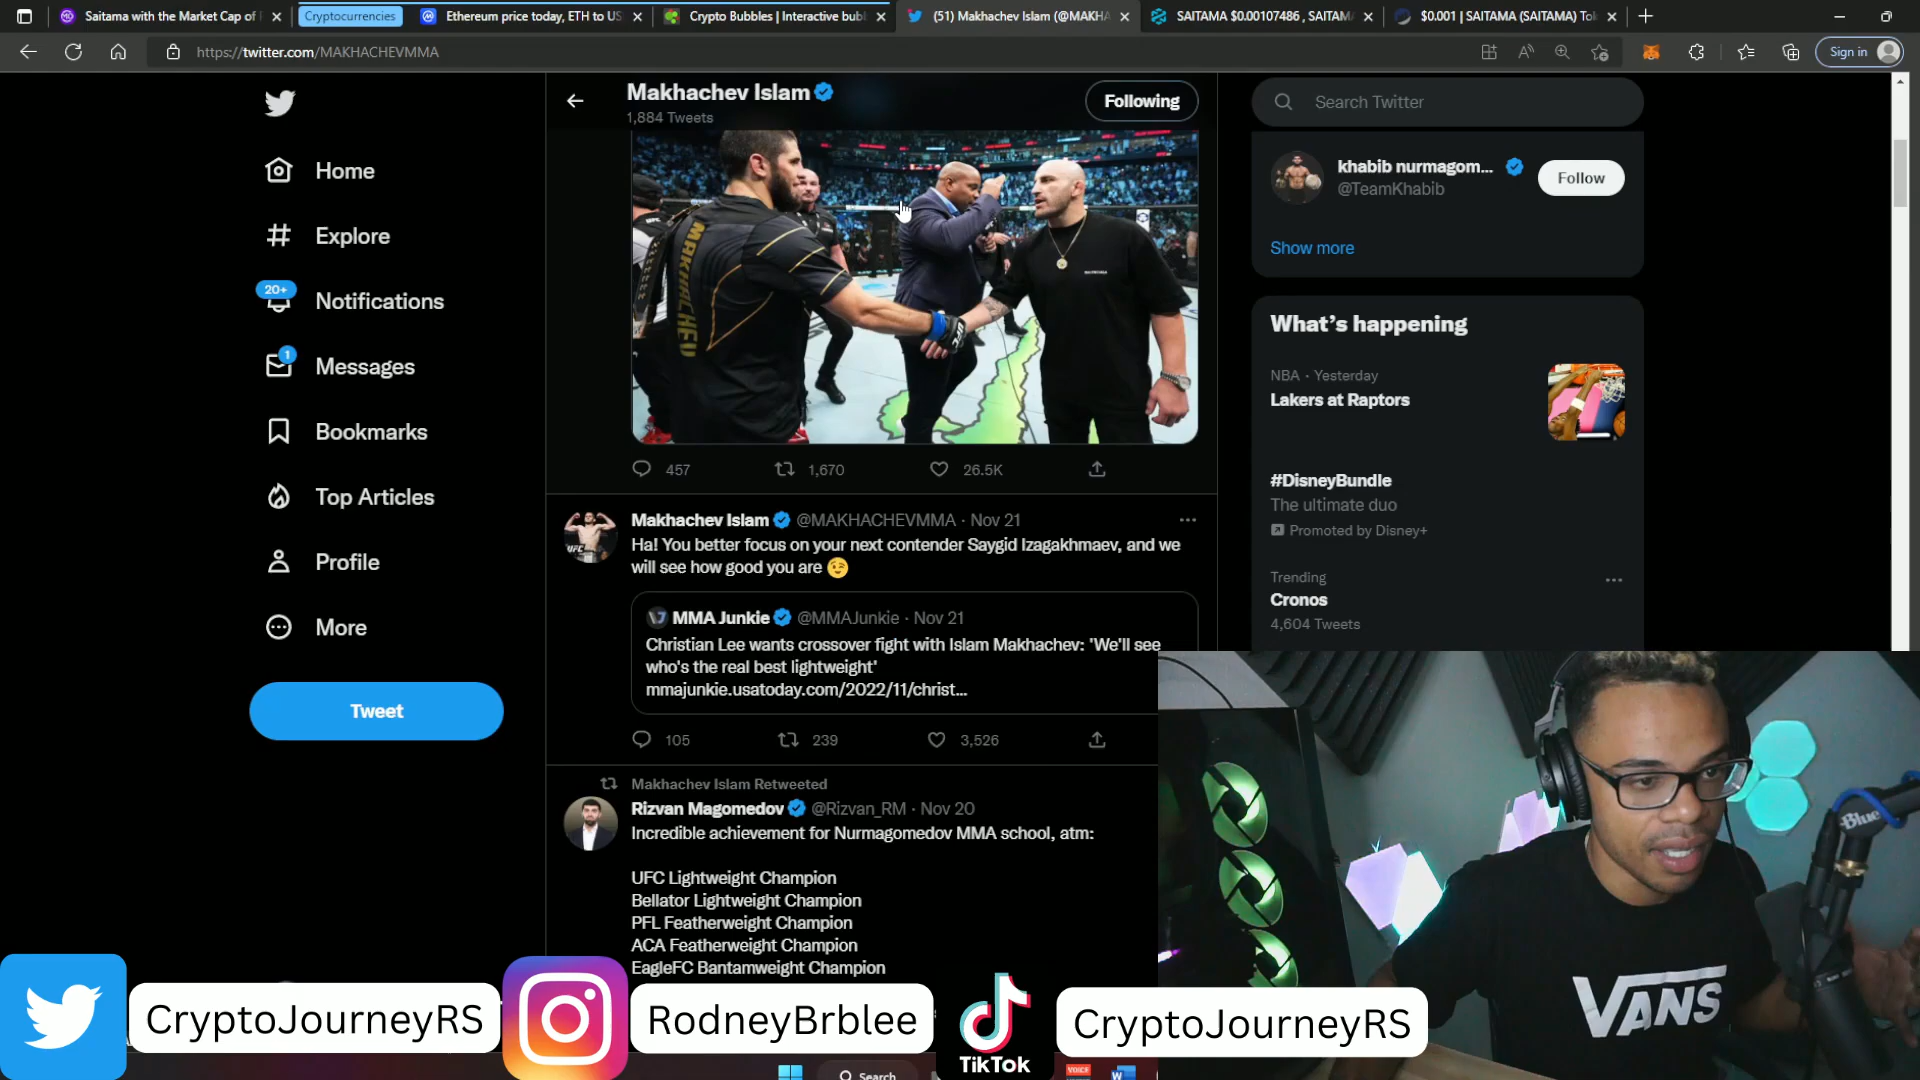 Saitama with the Market Cap of
Cryptocurrencies
Ethereum price today, ETH to US
Crypto Bubbles | Interactive bubl
(51) Makhachev Islam (@MAKHA
SAITAMA $0.00107486 , SAITAM
$0.001 | SAITAMA (SAITAMA) Tok
https://twitter.com/MAKHACHEVMMA
Sign in
Home
Explore
20+
Notifications
1
Messages
Bookmarks
Top Articles
Profile
More
Tweet
Makhachev Islam
1,884 Tweets
Following
MAKHACHEV
UFC
457
1,670
26.5K
Makhachev Islam @MAKHACHEVMMA · Nov 21
Ha! You better focus on your next contender Saygid Izagakhmaev, and we
will see how good you are 😉
MMA Junkie @MMAJunkie · Nov 21
Christian Lee wants crossover fight with Islam Makhachev: 'We'll see
who's the real best lightweight'
mmajunkie.usatoday.com/2022/11/christ...
105
239
3,526
Makhachev Islam Retweeted
Rizvan Magomedov @Rizvan_RM · Nov 20
Incredible achievement for Nurmagomedov MMA school, atm:
UFC Lightweight Champion
Bellator Lightweight Champion
PFL Featherweight Champion
ACA Featherweight Champion
EagleFC Bantamweight Champion
Search Twitter
khabib nurmagom...
@TeamKhabib
Follow
Show more
What's happening
NBA · Yesterday
Lakers at Raptors
#DisneyBundle
The ultimate duo
Promoted by Disney+
Trending
Cronos
4,604 Tweets
Blue
VANS
CryptoJourneyRS
RodneyBrblee
TikTok
CryptoJourneyRS
Search
VOICE
W